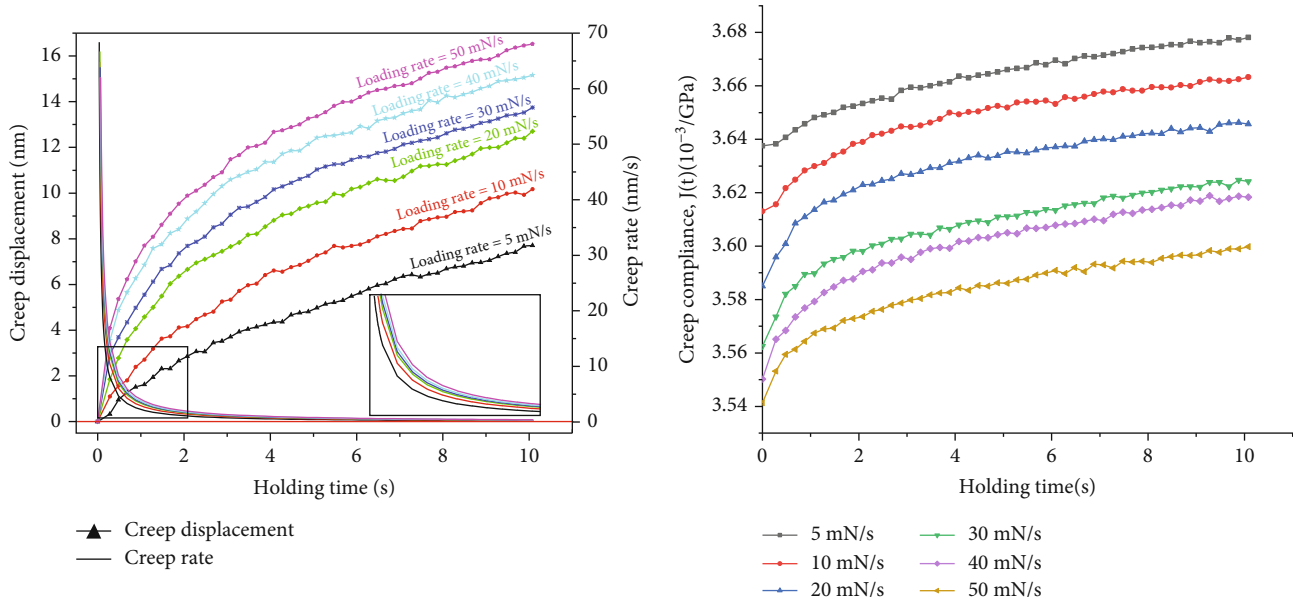 16
14
12
10
8
6
4
2
0
Creep displacement (nm)
0
2
4
6
8
10
Holding time (s)
70
60
50
40
30
20
10
0
Creep rate (nm/s)
Loading rate = 50 mN/s
Loading rate = 40 mN/s
Loading rate = 30 mN/s
Loading rate = 20 mN/s
Loading rate = 10 mN/s
Loading rate = 5 mN/s
Creep displacement
Creep rate
3.68
3.66
3.64
3.62
3.60
3.58
3.56
3.54
Creep compliance, J(t)(10⁻³/GPa)
0
2
4
6
8
10
Holding time(s)
5 mN/s
10 mN/s
20 mN/s
30 mN/s
40 mN/s
50 mN/s